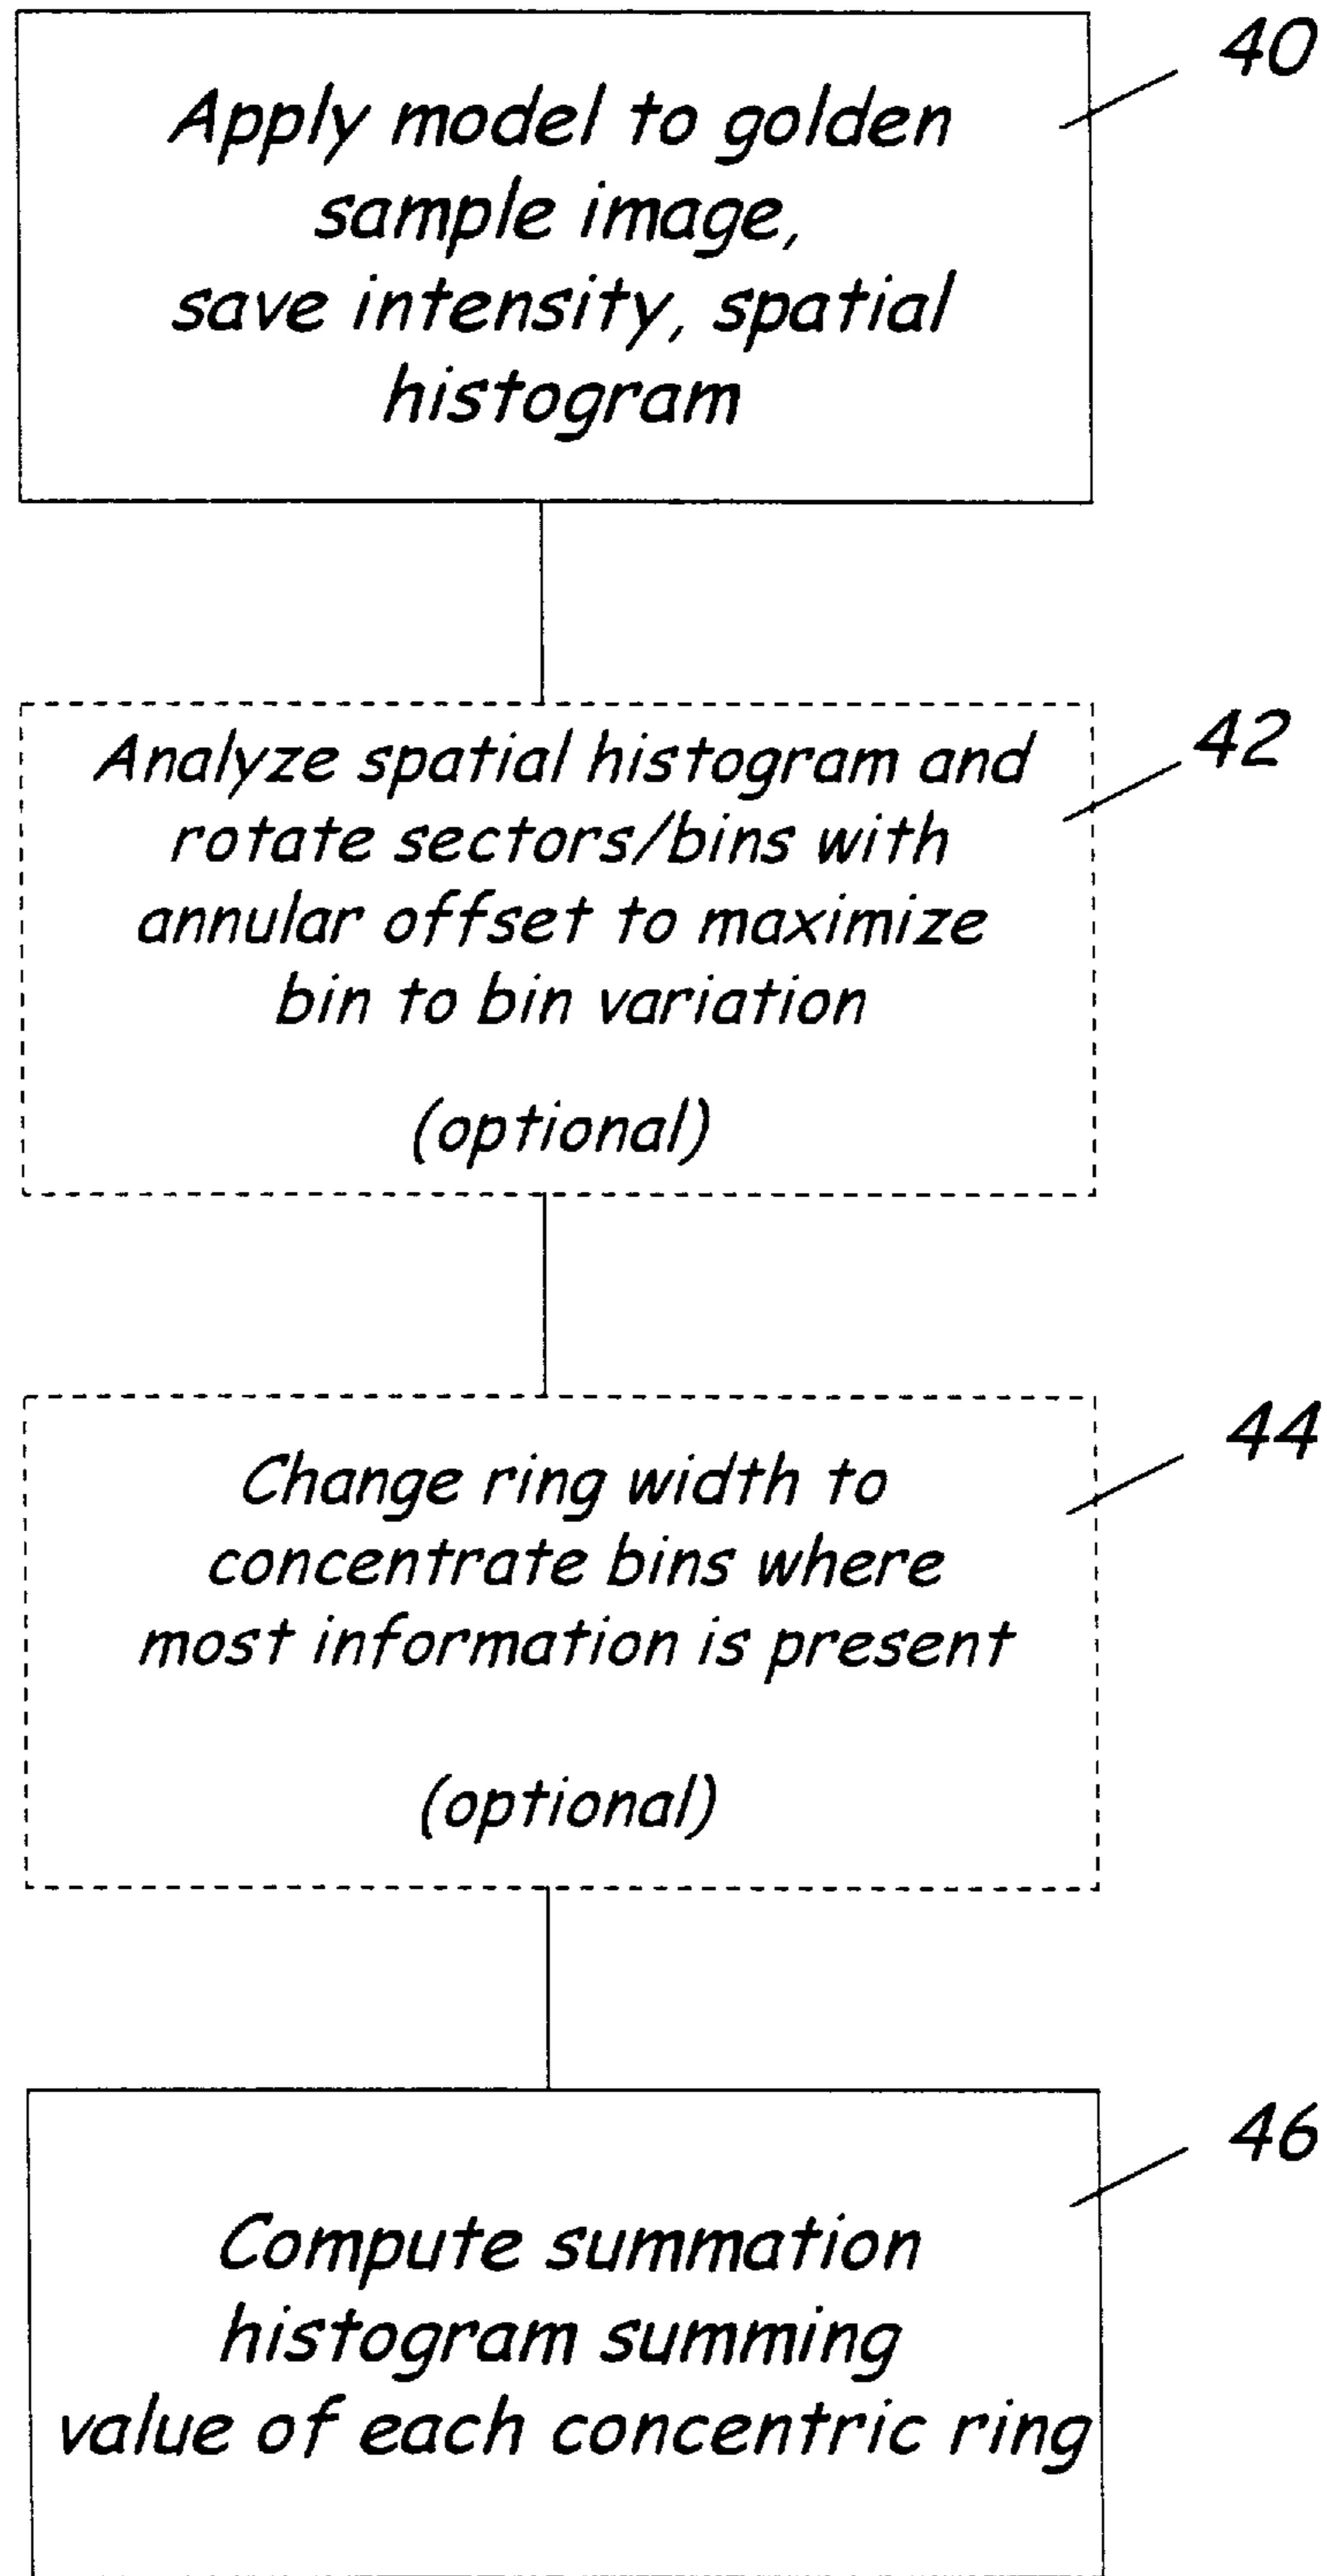 40
Apply model to golden
sample image,
save intensity, spatial
histogram
42
Analyze spatial histogram and
rotate sectors/bins with
annular offset to maximize
bin to bin variation
(optional)
44
Change ring width to
concentrate bins where
most information is present
(optional)
46
Compute summation
histogram summing
value of each concentric ring